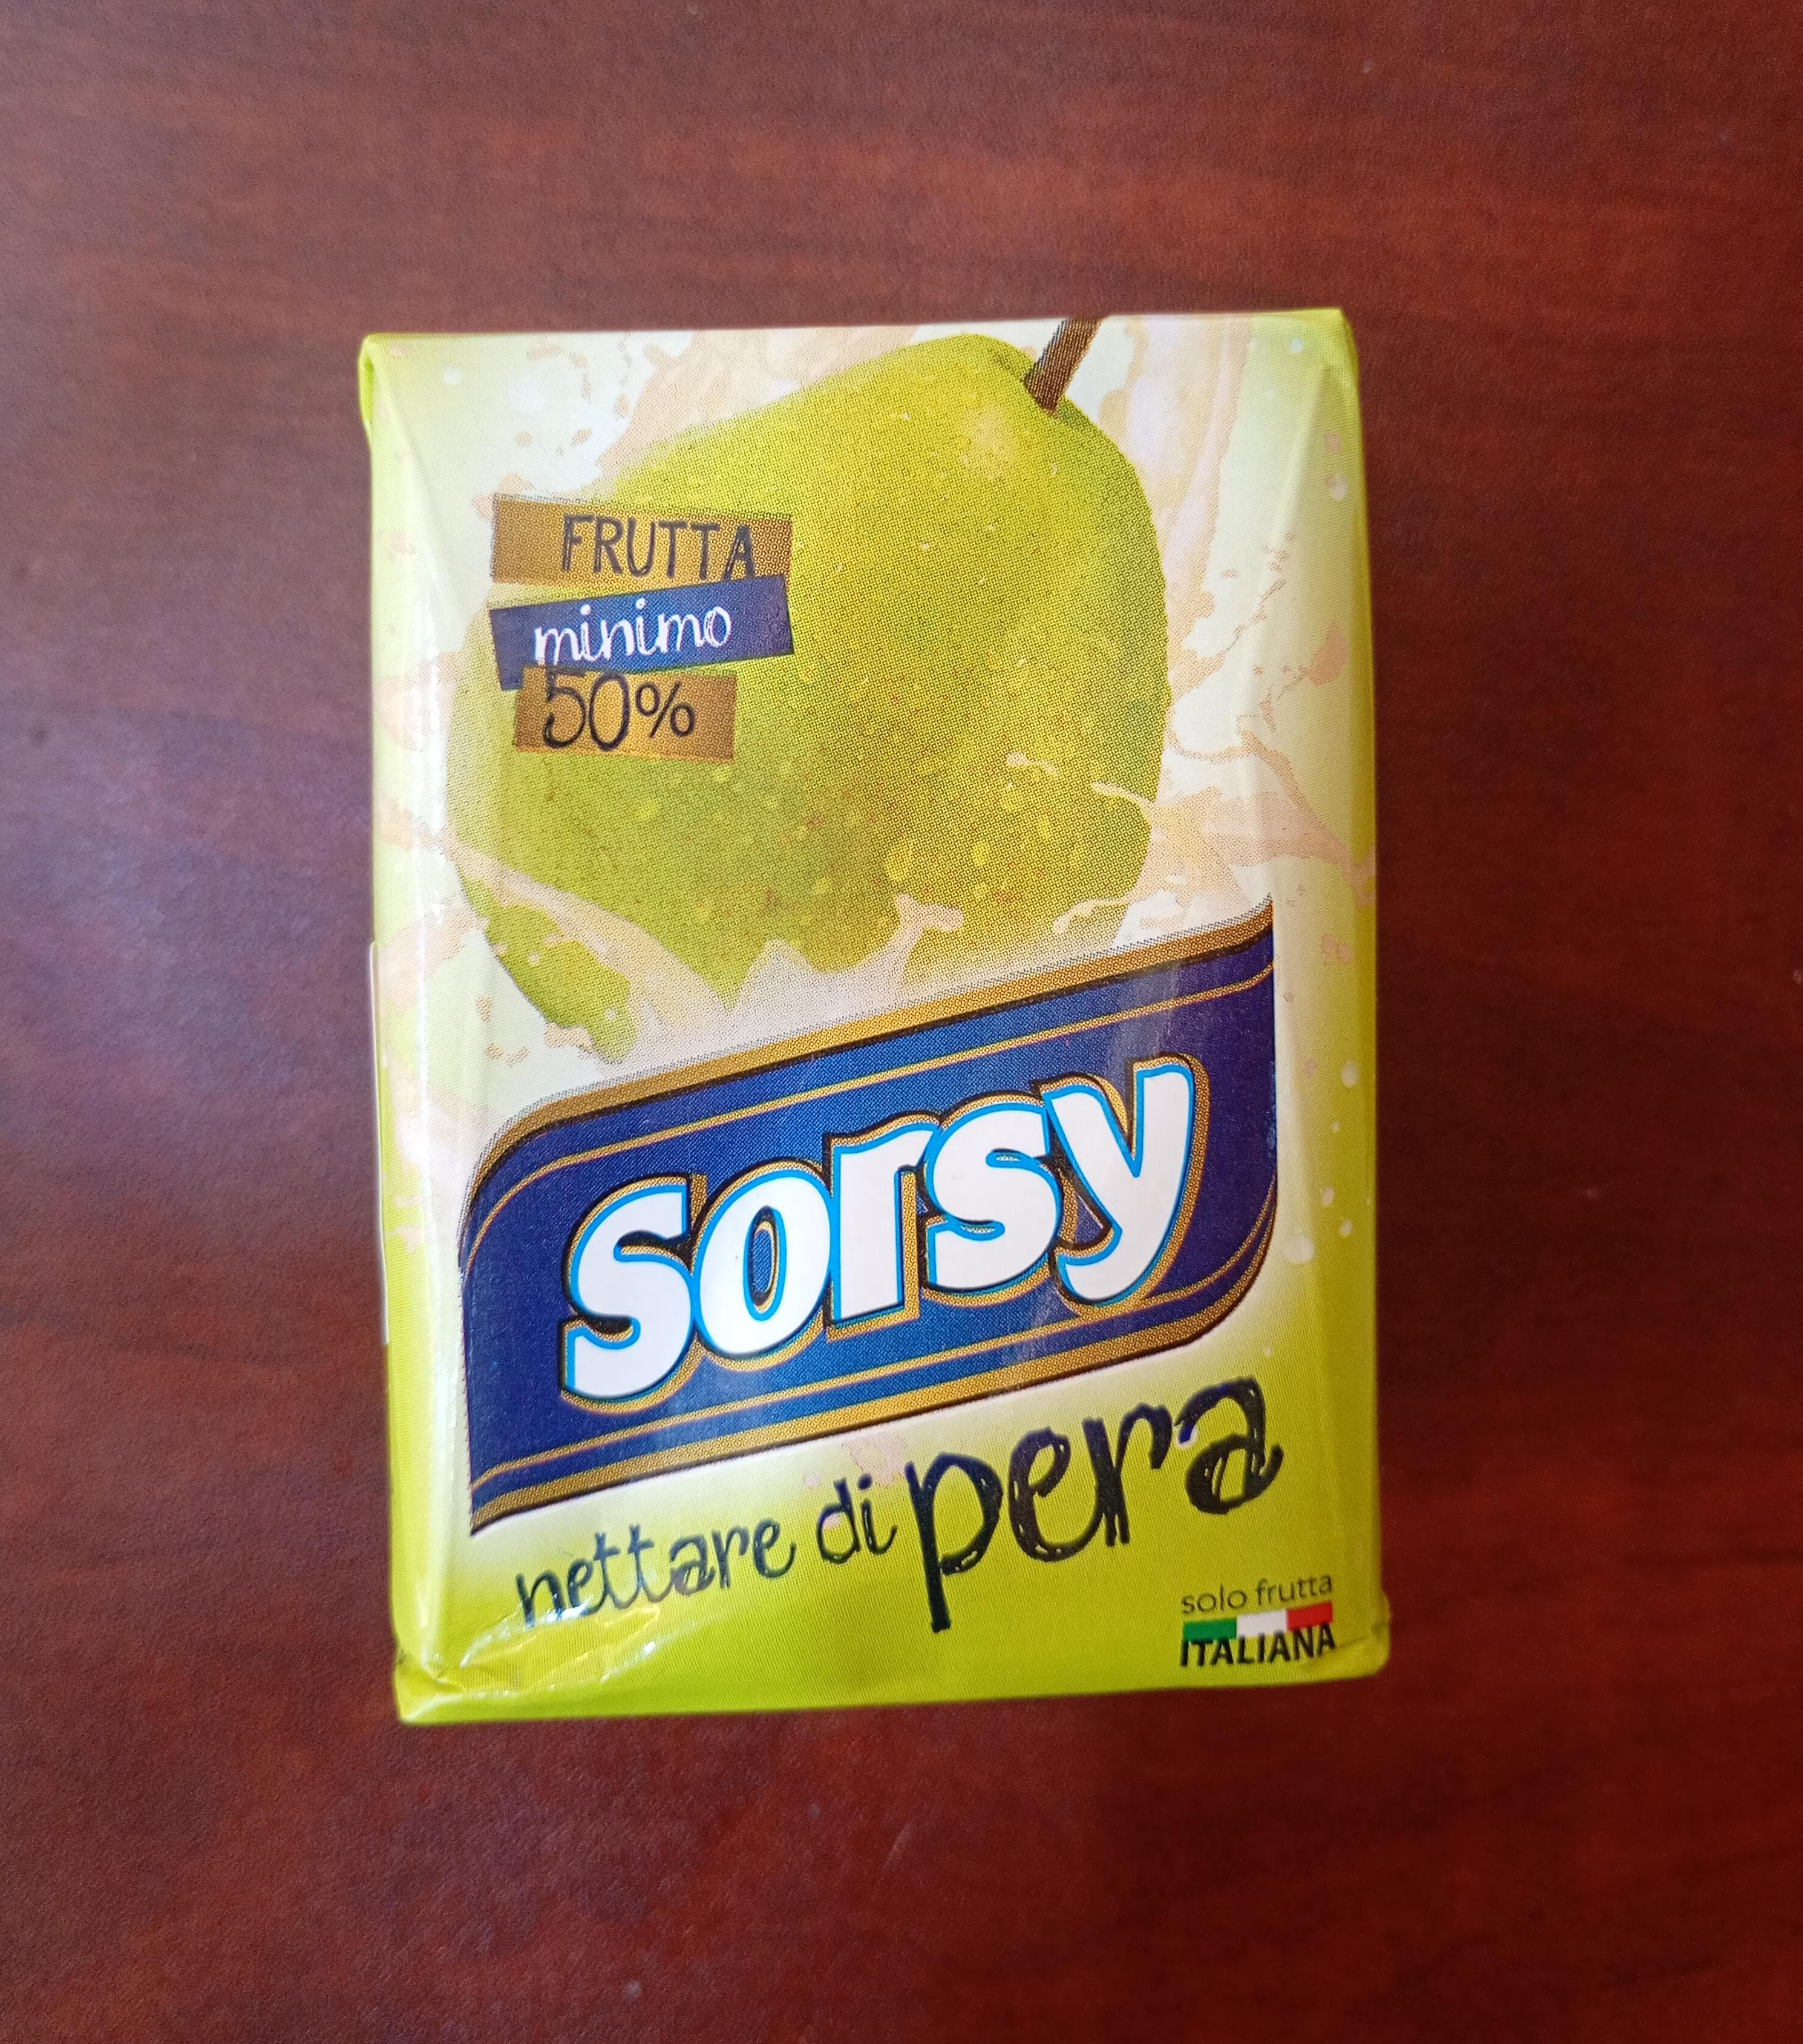 FRUTTA
minimo
50%
sorsy
nettare di pera
solo frutta
ITALIANA